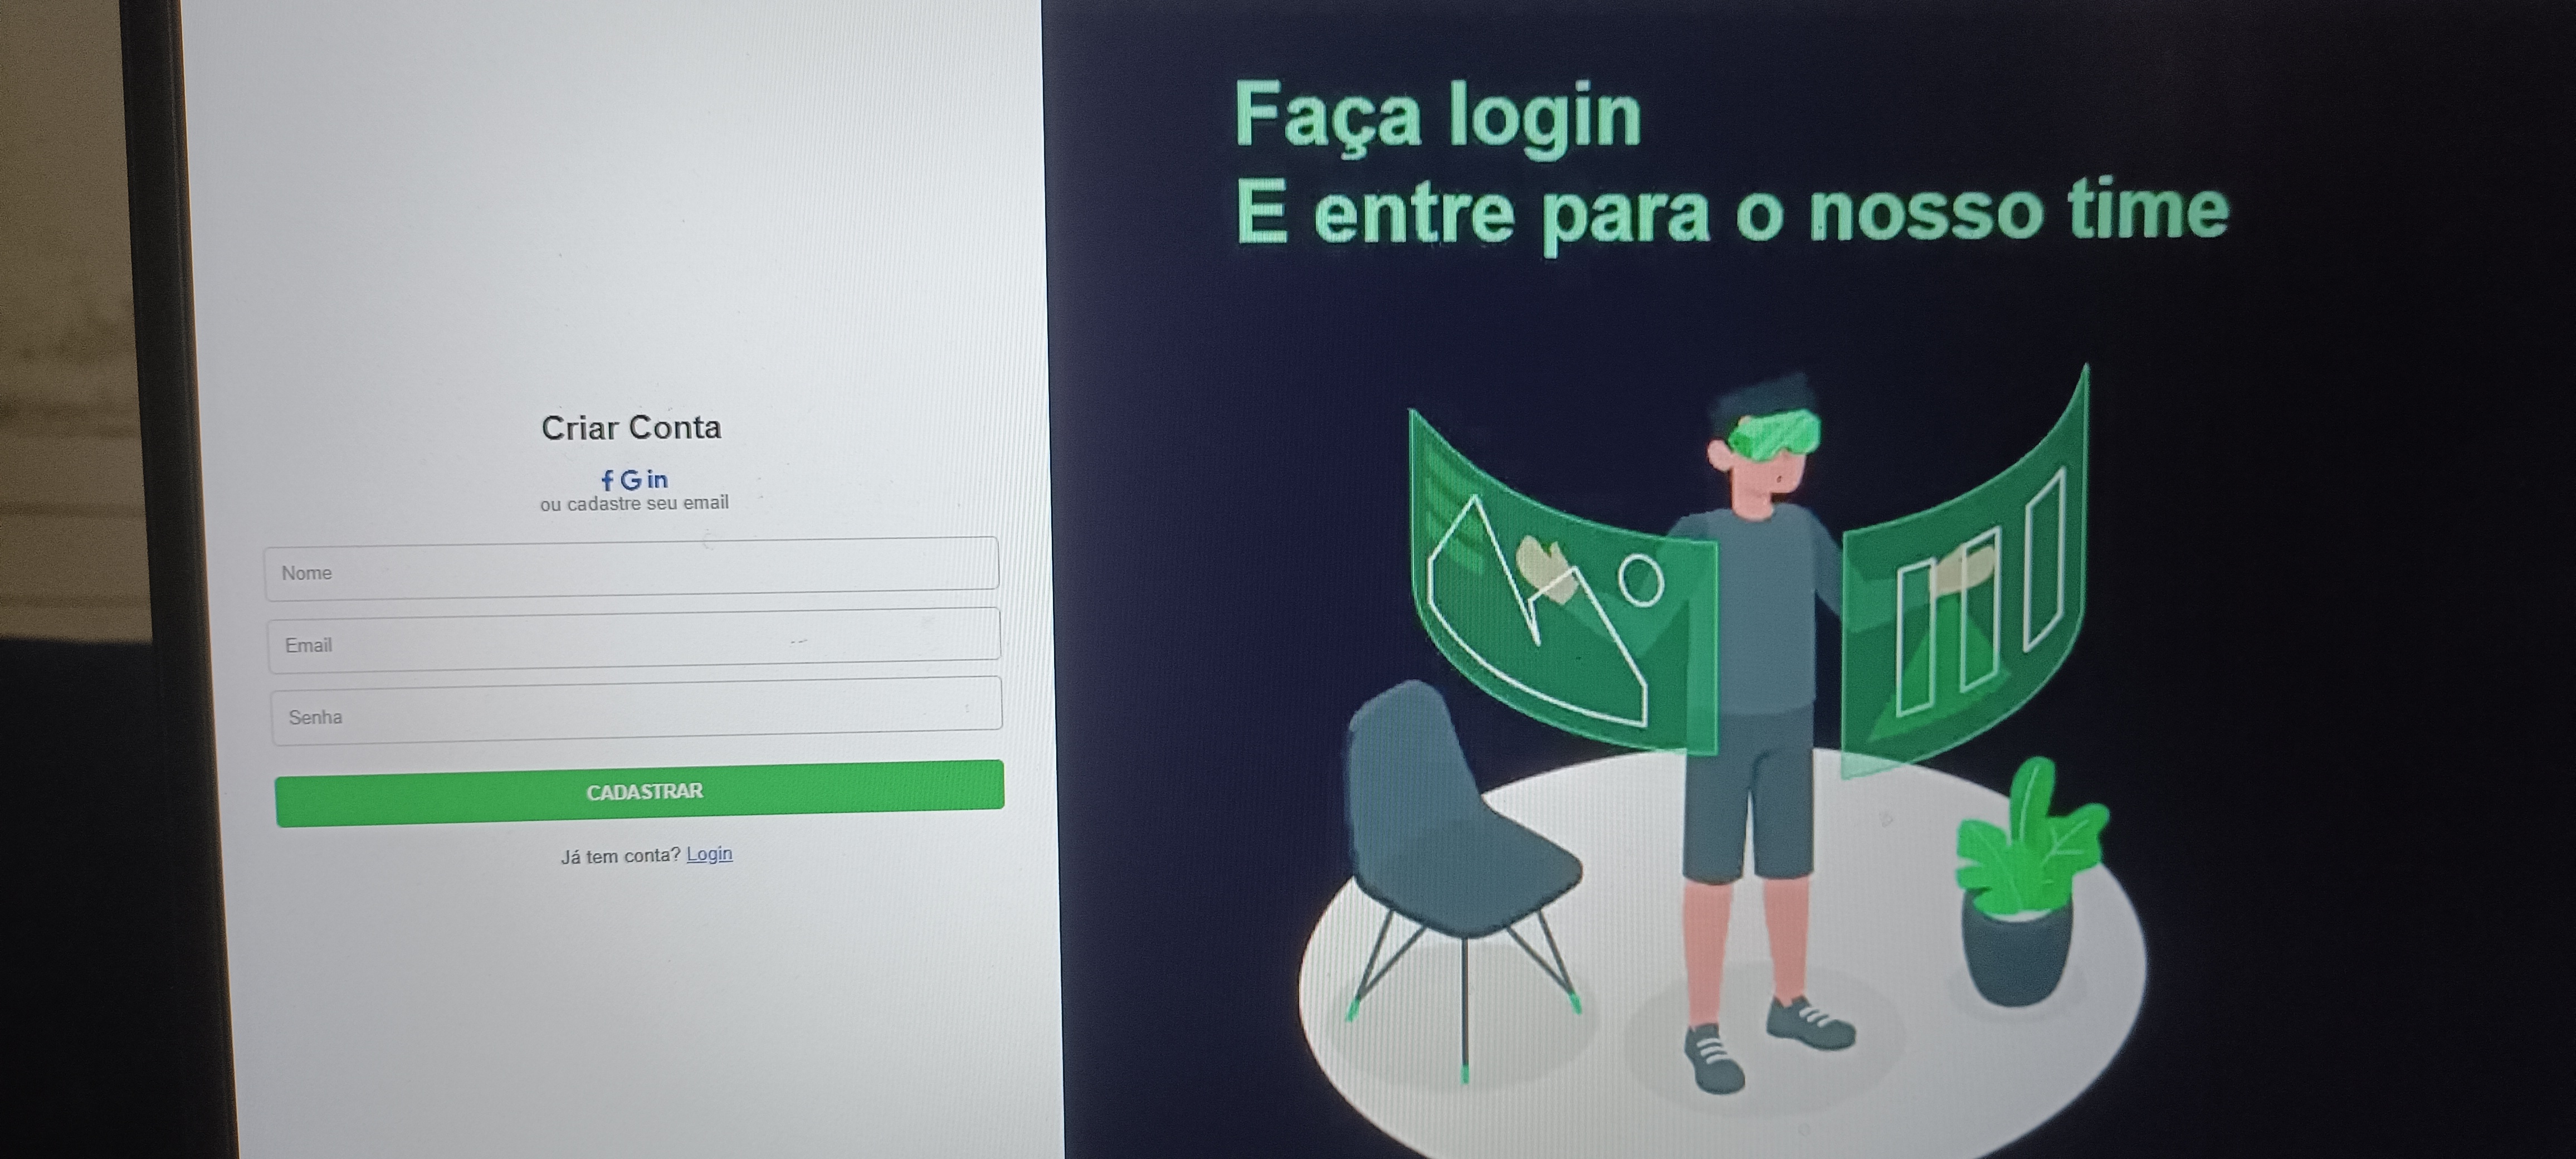 Criar Conta
f G in
ou cadastre seu email
Nome
Email
Senha
CADASTRAR
Já tem conta? Login
Faça login
E entre para o nosso time